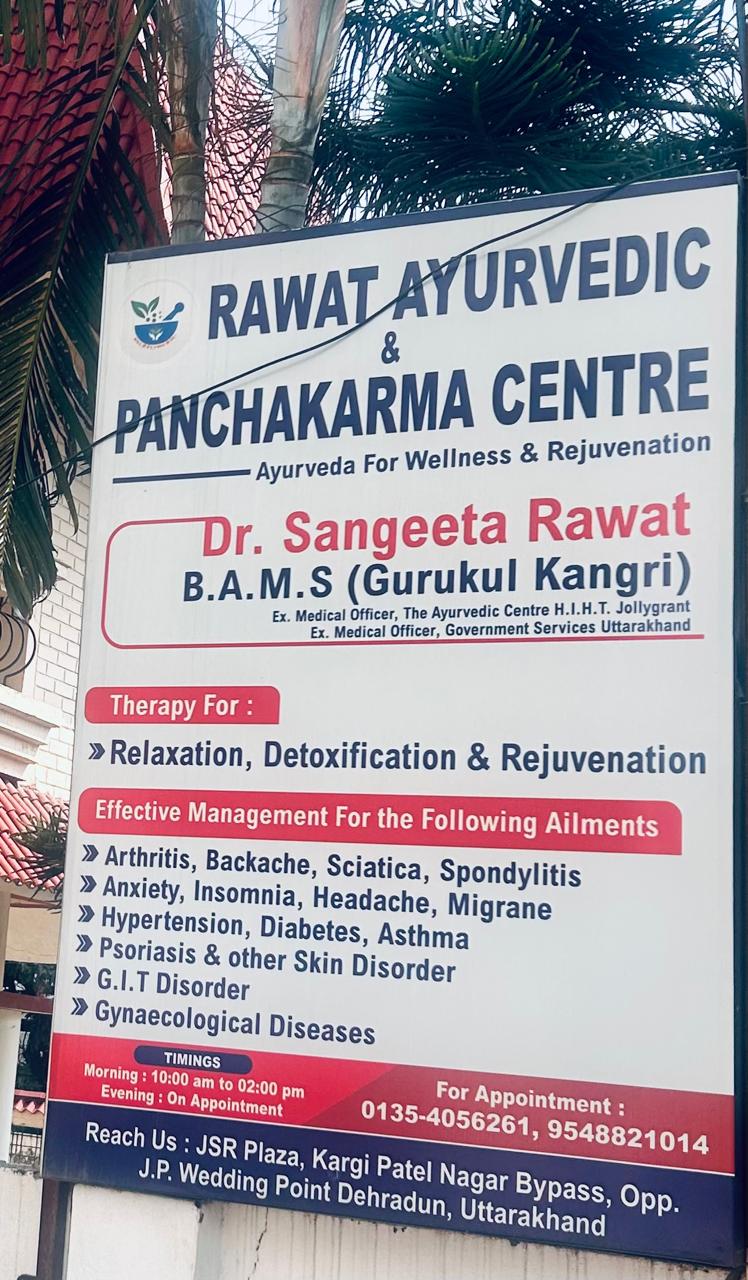 RAWAT AYURVEDIC
&
PANCHAKARMA CENTRE
Ayurveda For Wellness & Rejuvenation
Dr. Sangeeta Rawat
B.A.M.S (Gurukul Kangri)
Ex. Medical Officer, The Ayurvedic Centre H.I.H.T. Jollygrant
Ex. Medical Officer, Government Services Uttarakhand
Therapy For :
Relaxation, Detoxification & Rejuvenation
Effective Management For the Following Ailments
Arthritis, Backache, Sciatica, Spondylitis
Anxiety, Insomnia, Headache, Migrane
Hypertension, Diabetes, Asthma
Psoriasis & other Skin Disorder
G.I.T Disorder
Gynaecological Diseases
TIMINGS
Morning : 10:00 am to 02:00 pm
Evening : On Appointment
For Appointment :
0135-4056261, 9548821014
Reach Us : JSR Plaza, Kargi Patel Nagar Bypass, Opp.
J.P. Wedding Point Dehradun, Uttarakhand